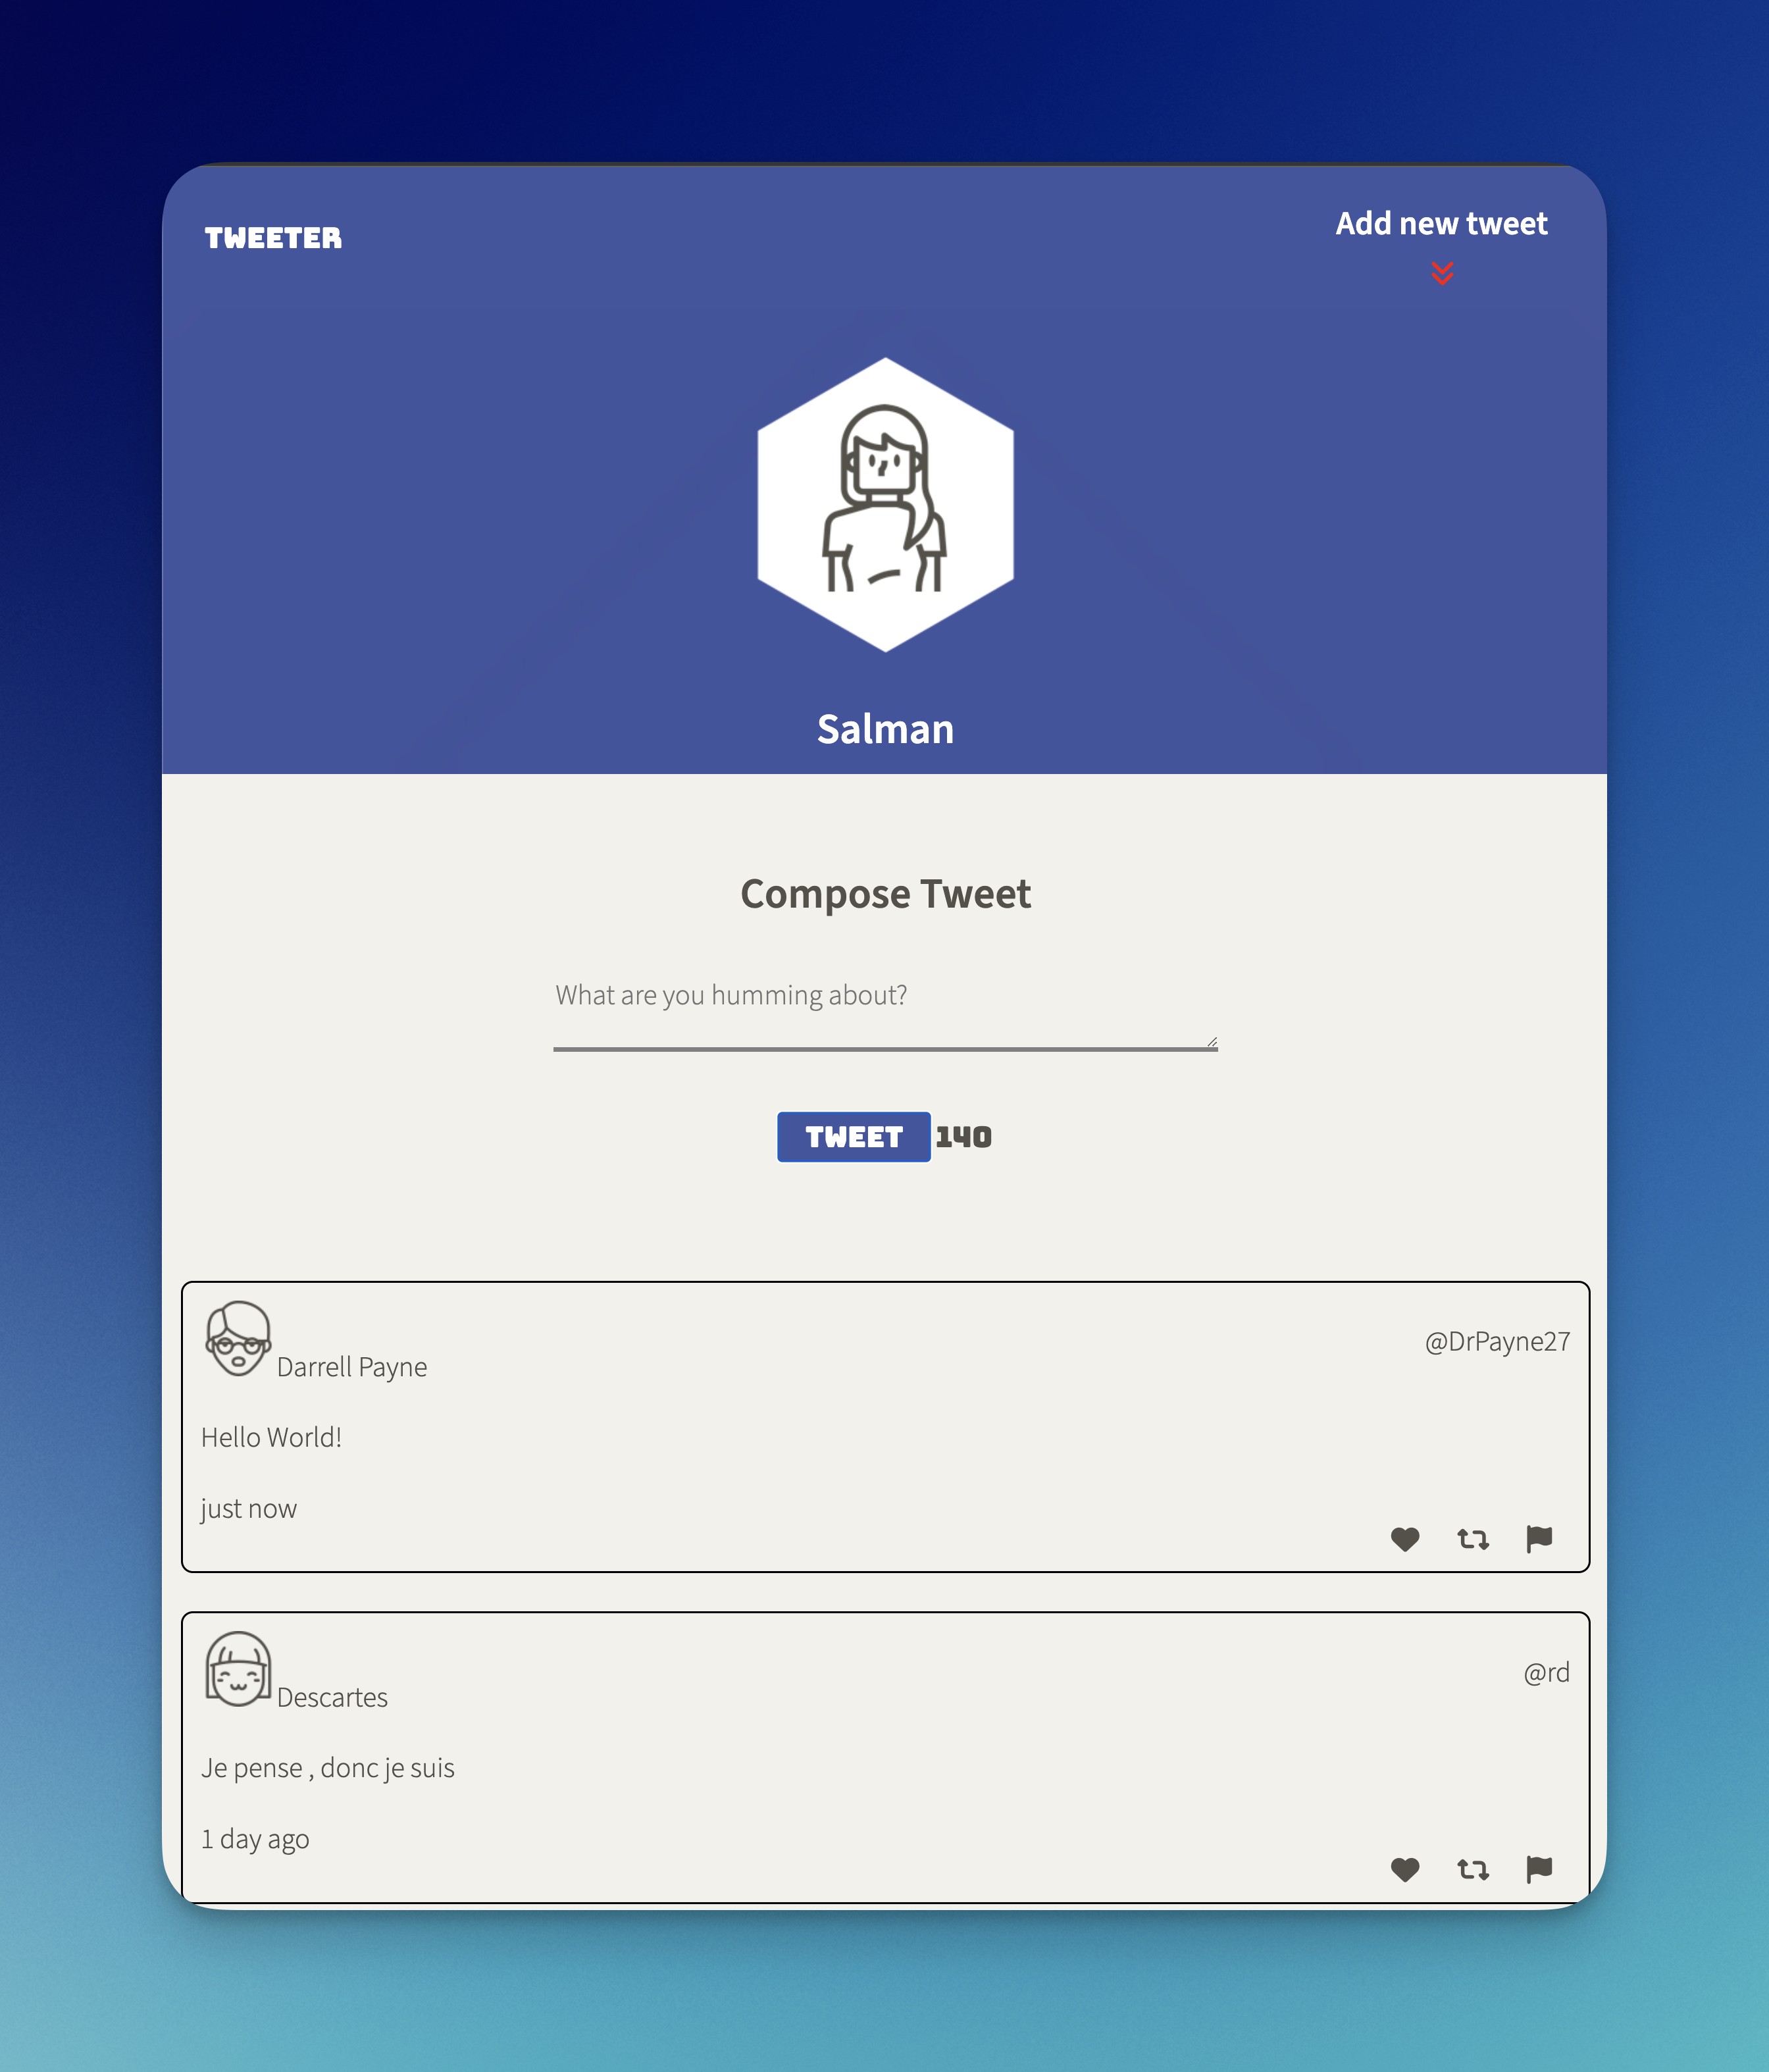 TWEETER
Add new tweet
Salman
Compose Tweet
What are you humming about?
TWEET 140
Darrell Payne
@DrPayne27
Hello World!
just now
Descartes
@rd
Je pense , donc je suis
1 day ago